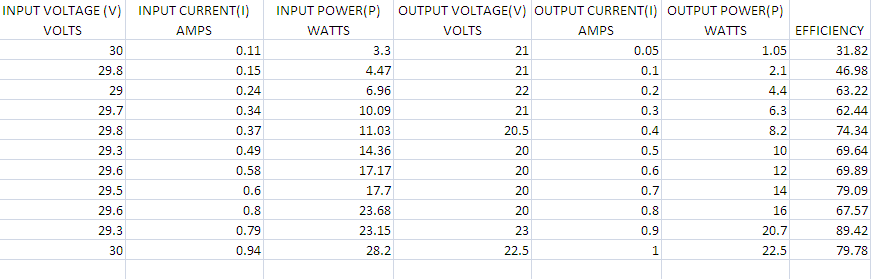 INPUT VOLTAGE (V) INPUT CURRENT(I) INPUT POWER(P) OUTPUT VOLTAGE(V) OUTPUT CURRENT(I) OUTPUT POWER(P)
VOLTS AMPS WATTS VOLTS AMPS WATTS EFFICIENCY
30 0.11 3.3 21 0.05 1.05 31.82
29.8 0.15 4.47 21 0.1 2.1 46.98
29 0.24 6.96 22 0.2 4.4 63.22
29.7 0.34 10.09 21 0.3 6.3 62.44
29.8 0.37 11.03 20.5 0.4 8.2 74.34
29.3 0.49 14.36 20 0.5 10 69.64
29.6 0.58 17.17 20 0.6 12 69.89
29.5 0.6 17.7 20 0.7 14 79.09
29.6 0.8 23.68 20 0.8 16 67.57
29.3 0.79 23.15 23 0.9 20.7 89.42
30 0.94 28.2 22.5 1 22.5 79.78